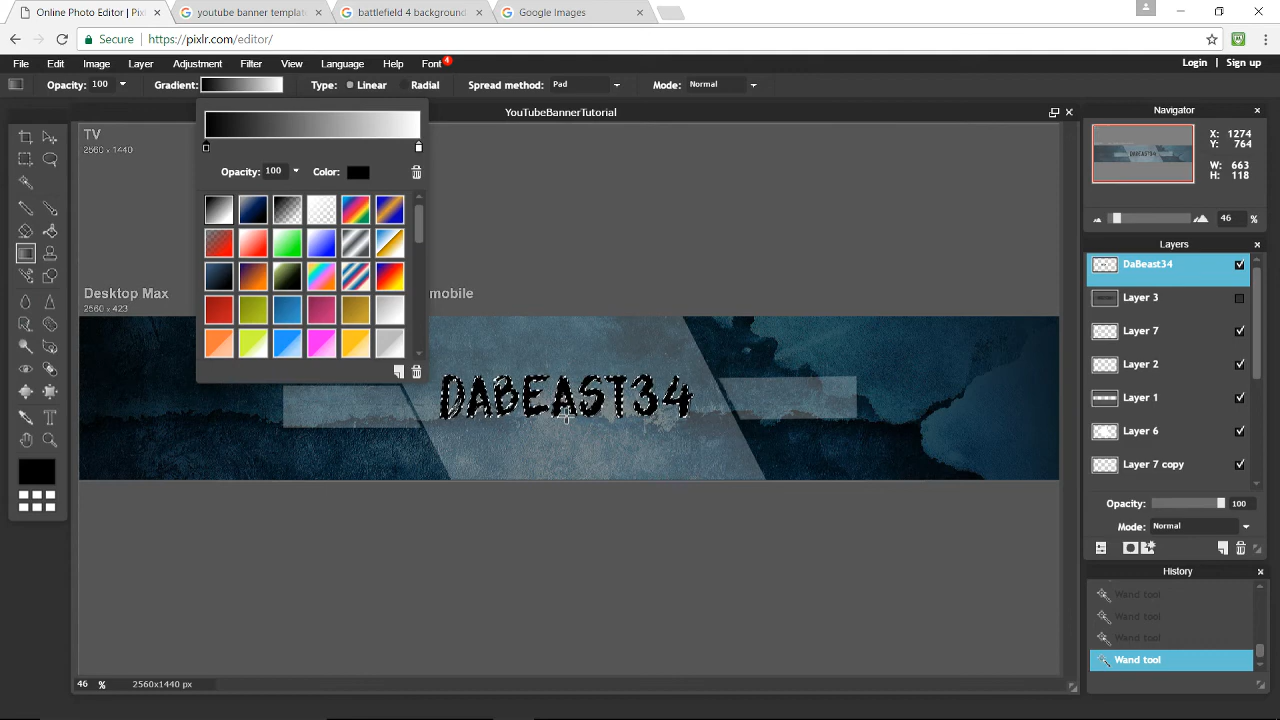 Online Photo Editor | Pixl
youtube banner templat
battlefield 4 background
Google Images
Secure
https://pixlr.com/editor/
File Edit Image Layer Adjustment Filter View Language Help Font 4 Login | Sign up
Opacity: 100 Gradient: Type: Linear Radial Spread method: Pad Mode: Normal
YouTubeBannerTutorial
Navigator
TV
2560 x 1440
X: 1274
Y: 764
W: 663
H: 118
Opacity: 100 Color:
46 %
Layers
DaBeast34
Layer 3
Layer 7
Layer 2
Layer 1
Layer 6
Layer 7 copy
Desktop Max
2560 x 423
mobile
DABEAST34
Opacity: 100
Mode: Normal
History
Wand tool
Wand tool
Wand tool
Wand tool
46 % 2560x1440 px